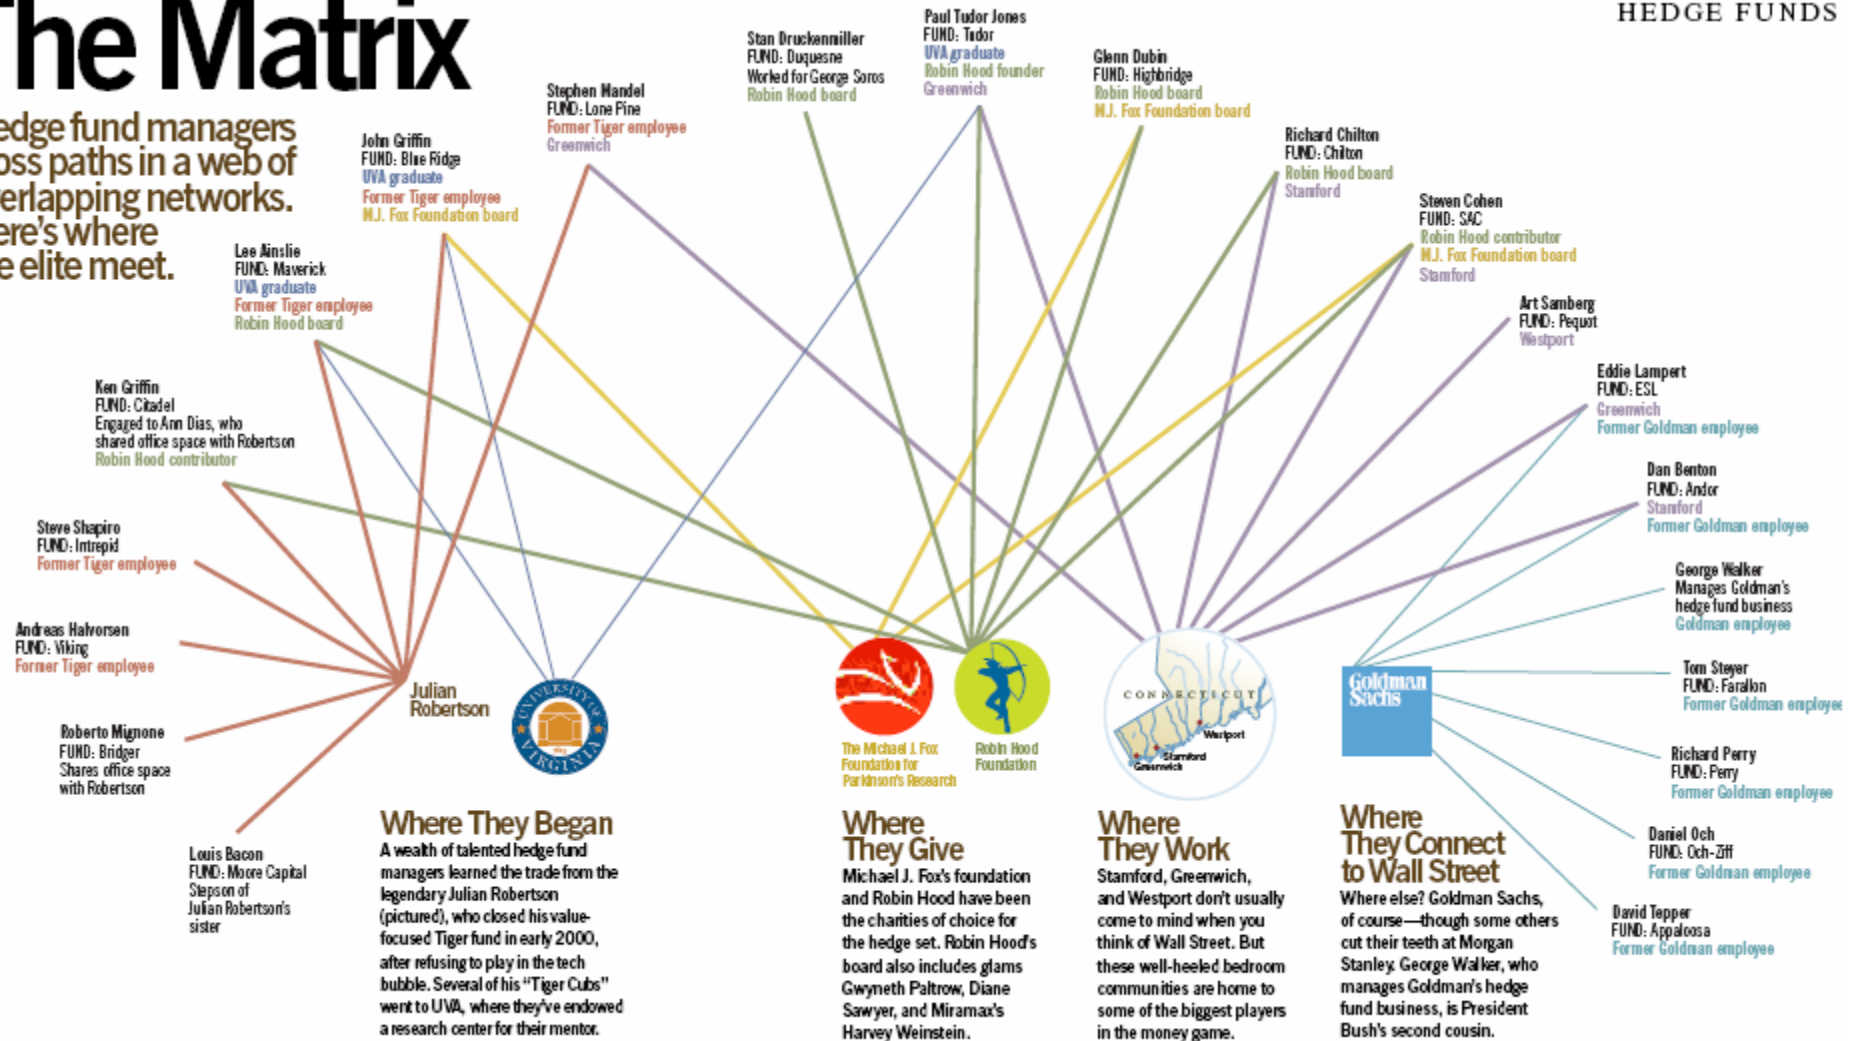 The Matrix
HEDGE FUNDS
edge fund managers
oss paths in a web of
erlapping networks.
ere's where
e elite meet.
Paul Tudor Jones
FUND: Tudor
UVA graduate
Robin Hood founder
Greenwich
Stan Druckenmiller
FUND: Duquesne
Worked for George Soros
Robin Hood board
Glenn Dubin
FUND: Highbridge
Robin Hood board
M.J. Fox Foundation board
Stephen Mandel
FUND: Lone Pine
Former Tiger employee
Greenwich
John Griffin
FUND: Blue Ridge
UVA graduate
Former Tiger employee
M.J. Fox Foundation board
Richard Chilton
FUND: Chilton
Robin Hood board
Stamford
Steven Cohen
FUND: SAC
Robin Hood contributor
M.J. Fox Foundation board
Stamford
Lee Ainslie
FUND: Maverick
UVA graduate
Former Tiger employee
Robin Hood board
Art Samberg
FUND: Pequot
Westport
Ken Griffin
FUND: Citadel
Engaged to Ann Dias, who
shared office space with Robertson
Robin Hood contributor
Eddie Lampert
FUND: ESL
Greenwich
Former Goldman employee
Dan Benton
FUND: Andor
Stamford
Former Goldman employee
Steve Shapiro
FUND: Intrepid
Former Tiger employee
George Walker
Manages Goldman's
hedge fund business
Goldman employee
Andreas Halvorsen
FUND: Viking
Former Tiger employee
Tom Steyer
FUND: Farallon
Former Goldman employee
Roberto Mignone
FUND: Bridger
Shares office space
with Robertson
Richard Perry
FUND: Perry
Former Goldman employee
Louis Bacon
FUND: Moore Capital
Stepson of
Julian Robertson's
sister
Daniel Och
FUND: Och-Ziff
Former Goldman employee
David Tepper
FUND: Appaloosa
Former Goldman employee
Julian
Robertson
UNIVERSITY OF
VIRGINIA
The Michael J. Fox
Foundation for
Parkinson's Research
Robin Hood
Foundation
CONNECTICUT
Westport
Stamford
Greenwich
Goldman
Sachs
Where They Began
A wealth of talented hedge fund
managers learned the trade from the
legendary Julian Robertson
(pictured), who closed his value-
focused Tiger fund in early 2000,
after refusing to play in the tech
bubble. Several of his "Tiger Cubs"
went to UVA, where they've endowed
a research center for their mentor.
Where
They Give
Michael J. Fox's foundation
and Robin Hood have been
the charities of choice for
the hedge set. Robin Hood's
board also includes glams
Gwyneth Paltrow, Diane
Sawyer, and Miramax's
Harvey Weinstein.
Where
They Work
Stamford, Greenwich,
and Westport don't usually
come to mind when you
think of Wall Street. But
these well-heeled bedroom
communities are home to
some of the biggest players
in the money game.
Where
They Connect
to Wall Street
Where else? Goldman Sachs,
of course—though some others
cut their teeth at Morgan
Stanley. George Walker, who
manages Goldman's hedge
fund business, is President
Bush's second cousin.